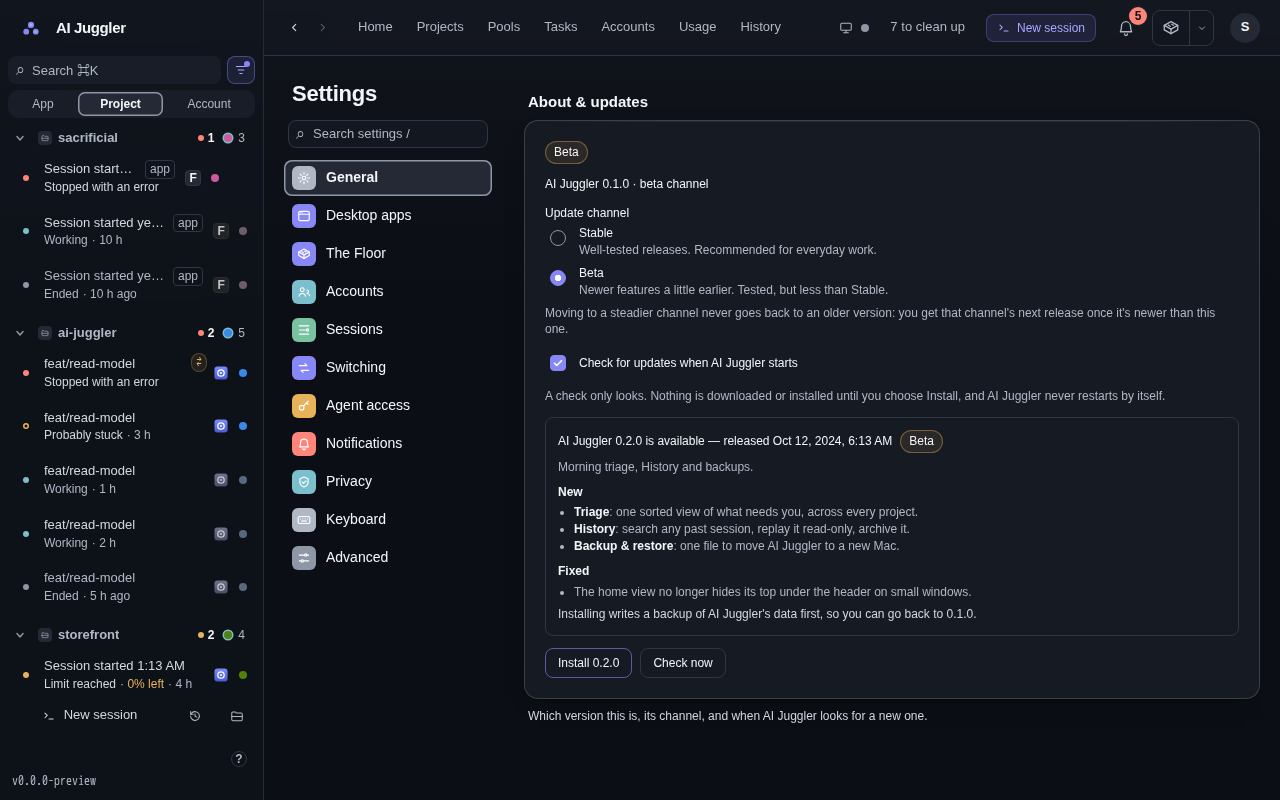 AI Juggler
Search ⌘K
App Project Account
sacrificial 1 3
Session start… app
Stopped with an error F
Session started ye… app
Working · 10 h F
Session started ye… app
Ended · 10 h ago F
ai-juggler 2 5
feat/read-model
Stopped with an error
feat/read-model
Probably stuck · 3 h
feat/read-model
Working · 1 h
feat/read-model
Working · 2 h
feat/read-model
Ended · 5 h ago
storefront 2 4
Session started 1:13 AM
Limit reached · 0% left · 4 h
New session
?
v0.0.0-preview
Home Projects Pools Tasks Accounts Usage History 7 to clean up New session 5 S
Settings
Search settings /
General
Desktop apps
The Floor
Accounts
Sessions
Switching
Agent access
Notifications
Privacy
Keyboard
Advanced
About & updates
Beta
AI Juggler 0.1.0 · beta channel
Update channel
Stable
Well-tested releases. Recommended for everyday work.
Beta
Newer features a little earlier. Tested, but less than Stable.
Moving to a steadier channel never goes back to an older version: you get that channel's next release once it's newer than this
one.
Check for updates when AI Juggler starts
A check only looks. Nothing is downloaded or installed until you choose Install, and AI Juggler never restarts by itself.
AI Juggler 0.2.0 is available — released Oct 12, 2024, 6:13 AM Beta
Morning triage, History and backups.
New
• Triage: one sorted view of what needs you, across every project.
• History: search any past session, replay it read-only, archive it.
• Backup & restore: one file to move AI Juggler to a new Mac.
Fixed
• The home view no longer hides its top under the header on small windows.
Installing writes a backup of AI Juggler's data first, so you can go back to 0.1.0.
Install 0.2.0 Check now
Which version this is, its channel, and when AI Juggler looks for a new one.